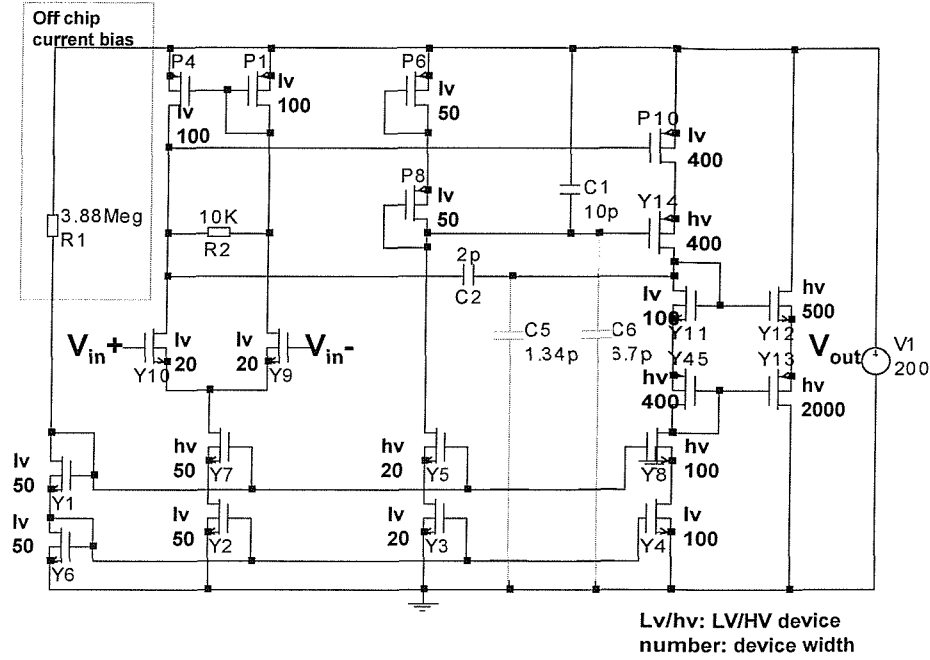 Off chip
current bias
P4
P1
P6
lv
100
lv
100
lv
50
P10
lv
400
P8
lv
50
C1
10p
Y14
hv
400
3.88Meg
R1
10K
R2
2p
C2
lv
100
Y11
hv
500
Y12
C5
1.34p
C6
6.7p
Vin+
lv
20
Y10
lv
20
Y9
Vin-
Y45
hv
400
Y13
hv
2000
Vout
V1
200
lv
50
Y1
hv
50
Y7
hv
20
Y5
Y8
hv
100
lv
50
Y6
lv
50
Y2
lv
20
Y3
Y4
lv
100
Lv/hv: LV/HV device
number: device width